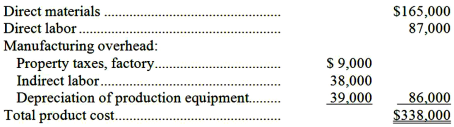 Direct materials ................................................ $165,000
Direct labor ....................................................... 87,000
Manufacturing overhead:
Property taxes, factory.................................. $ 9,000
Indirect labor................................................. 38,000
Depreciation of production equipment......... 39,000 86,000
Total product cost............................................. $338,000